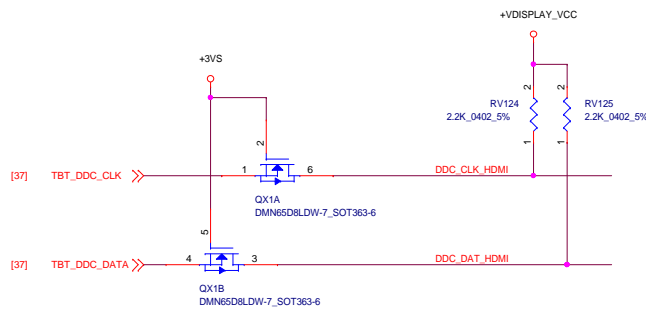 +VDISPLAY_VCC
+3VS
2
2
RV124
2.2K_0402_5%
RV125
2.2K_0402_5%
1
1
2
[37]
TBT_DDC_CLK
1
6
DDC_CLK_HDMI
QX1A
DMN65D8LDW-7_SOT363-6
5
[37]
TBT_DDC_DATA
4
3
DDC_DAT_HDMI
QX1B
DMN65D8LDW-7_SOT363-6